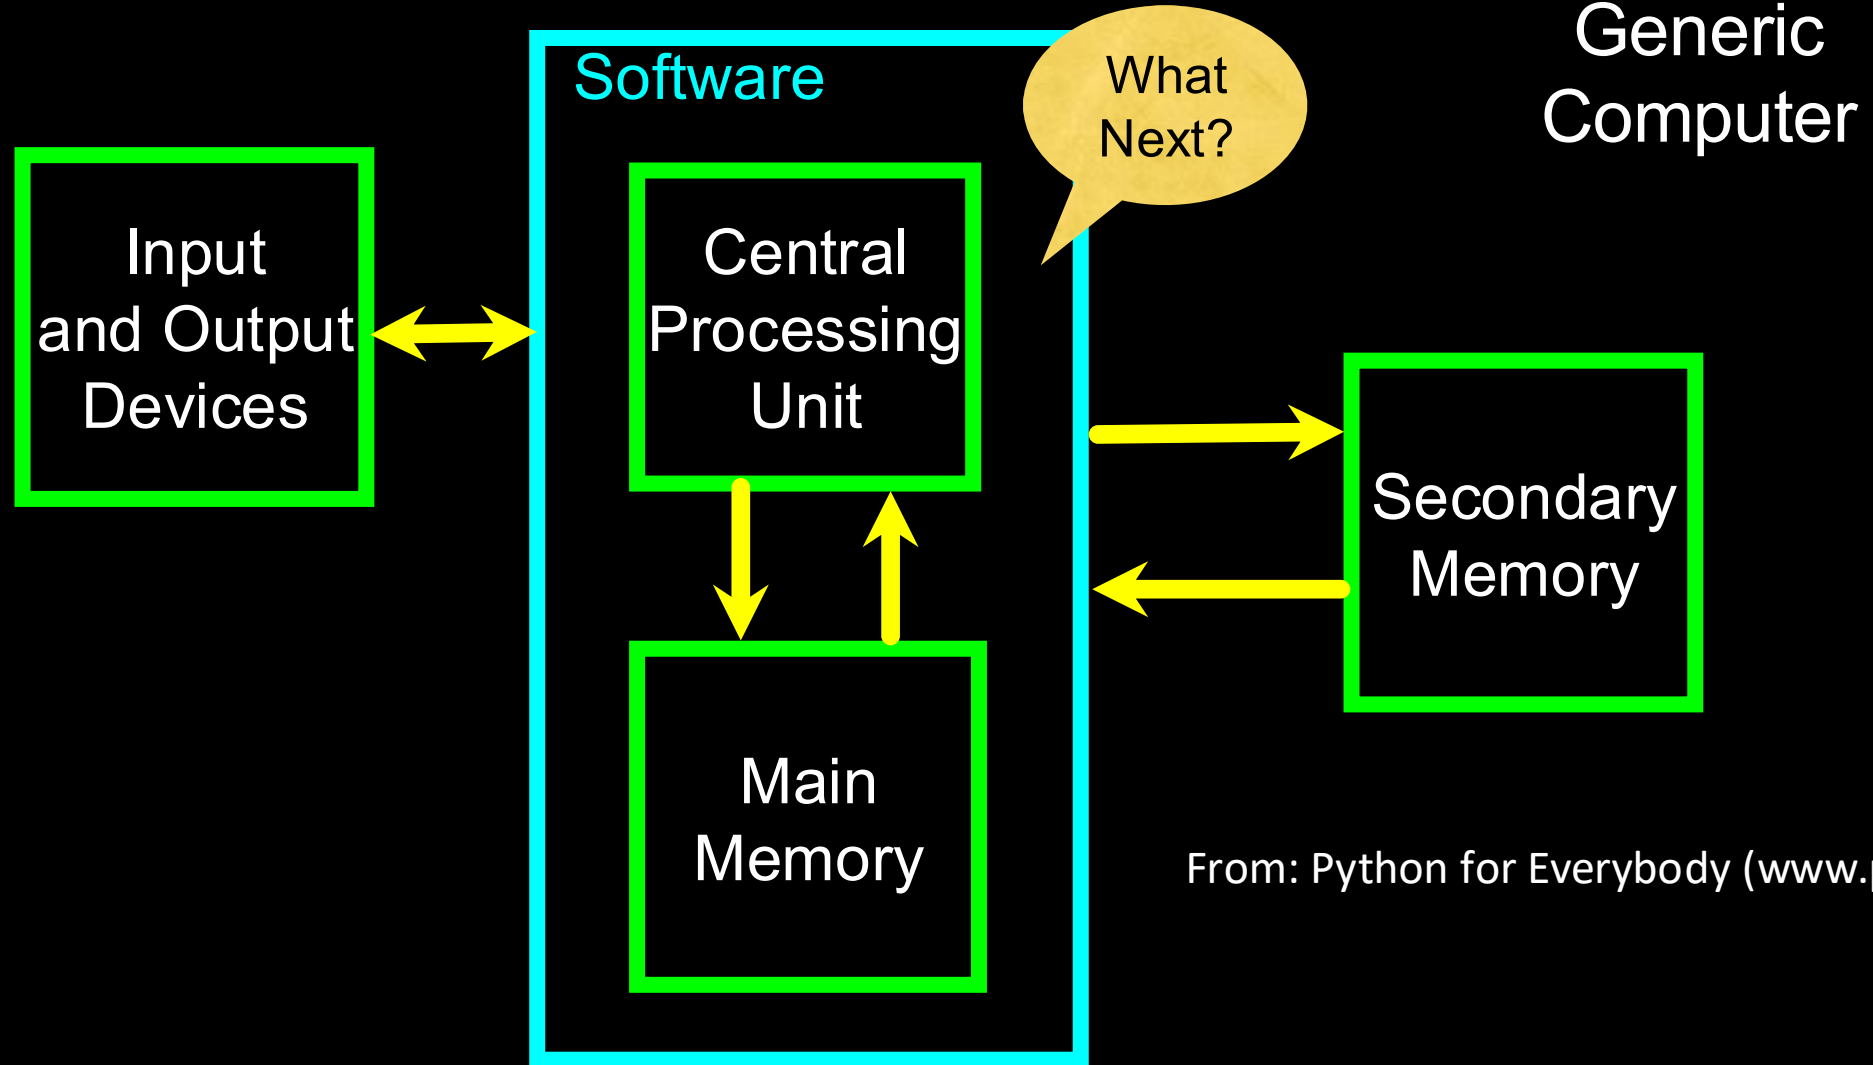 Generic
Computer
Software
What
Next?
Input
and Output
Devices
Central
Processing
Unit
Secondary
Memory
Main
Memory
From: Python for Everybody (www.